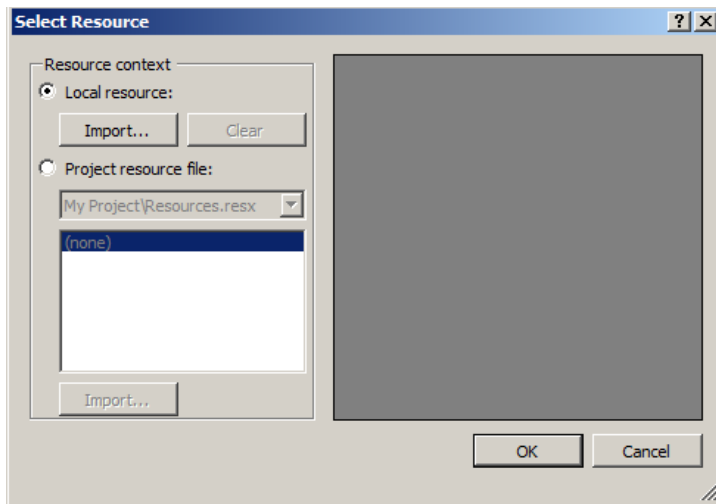 Select Resource
Resource context
Local resource:
Import...
Clear
Project resource file:
My Project\Resources.resx
(none)
Import...
OK
Cancel